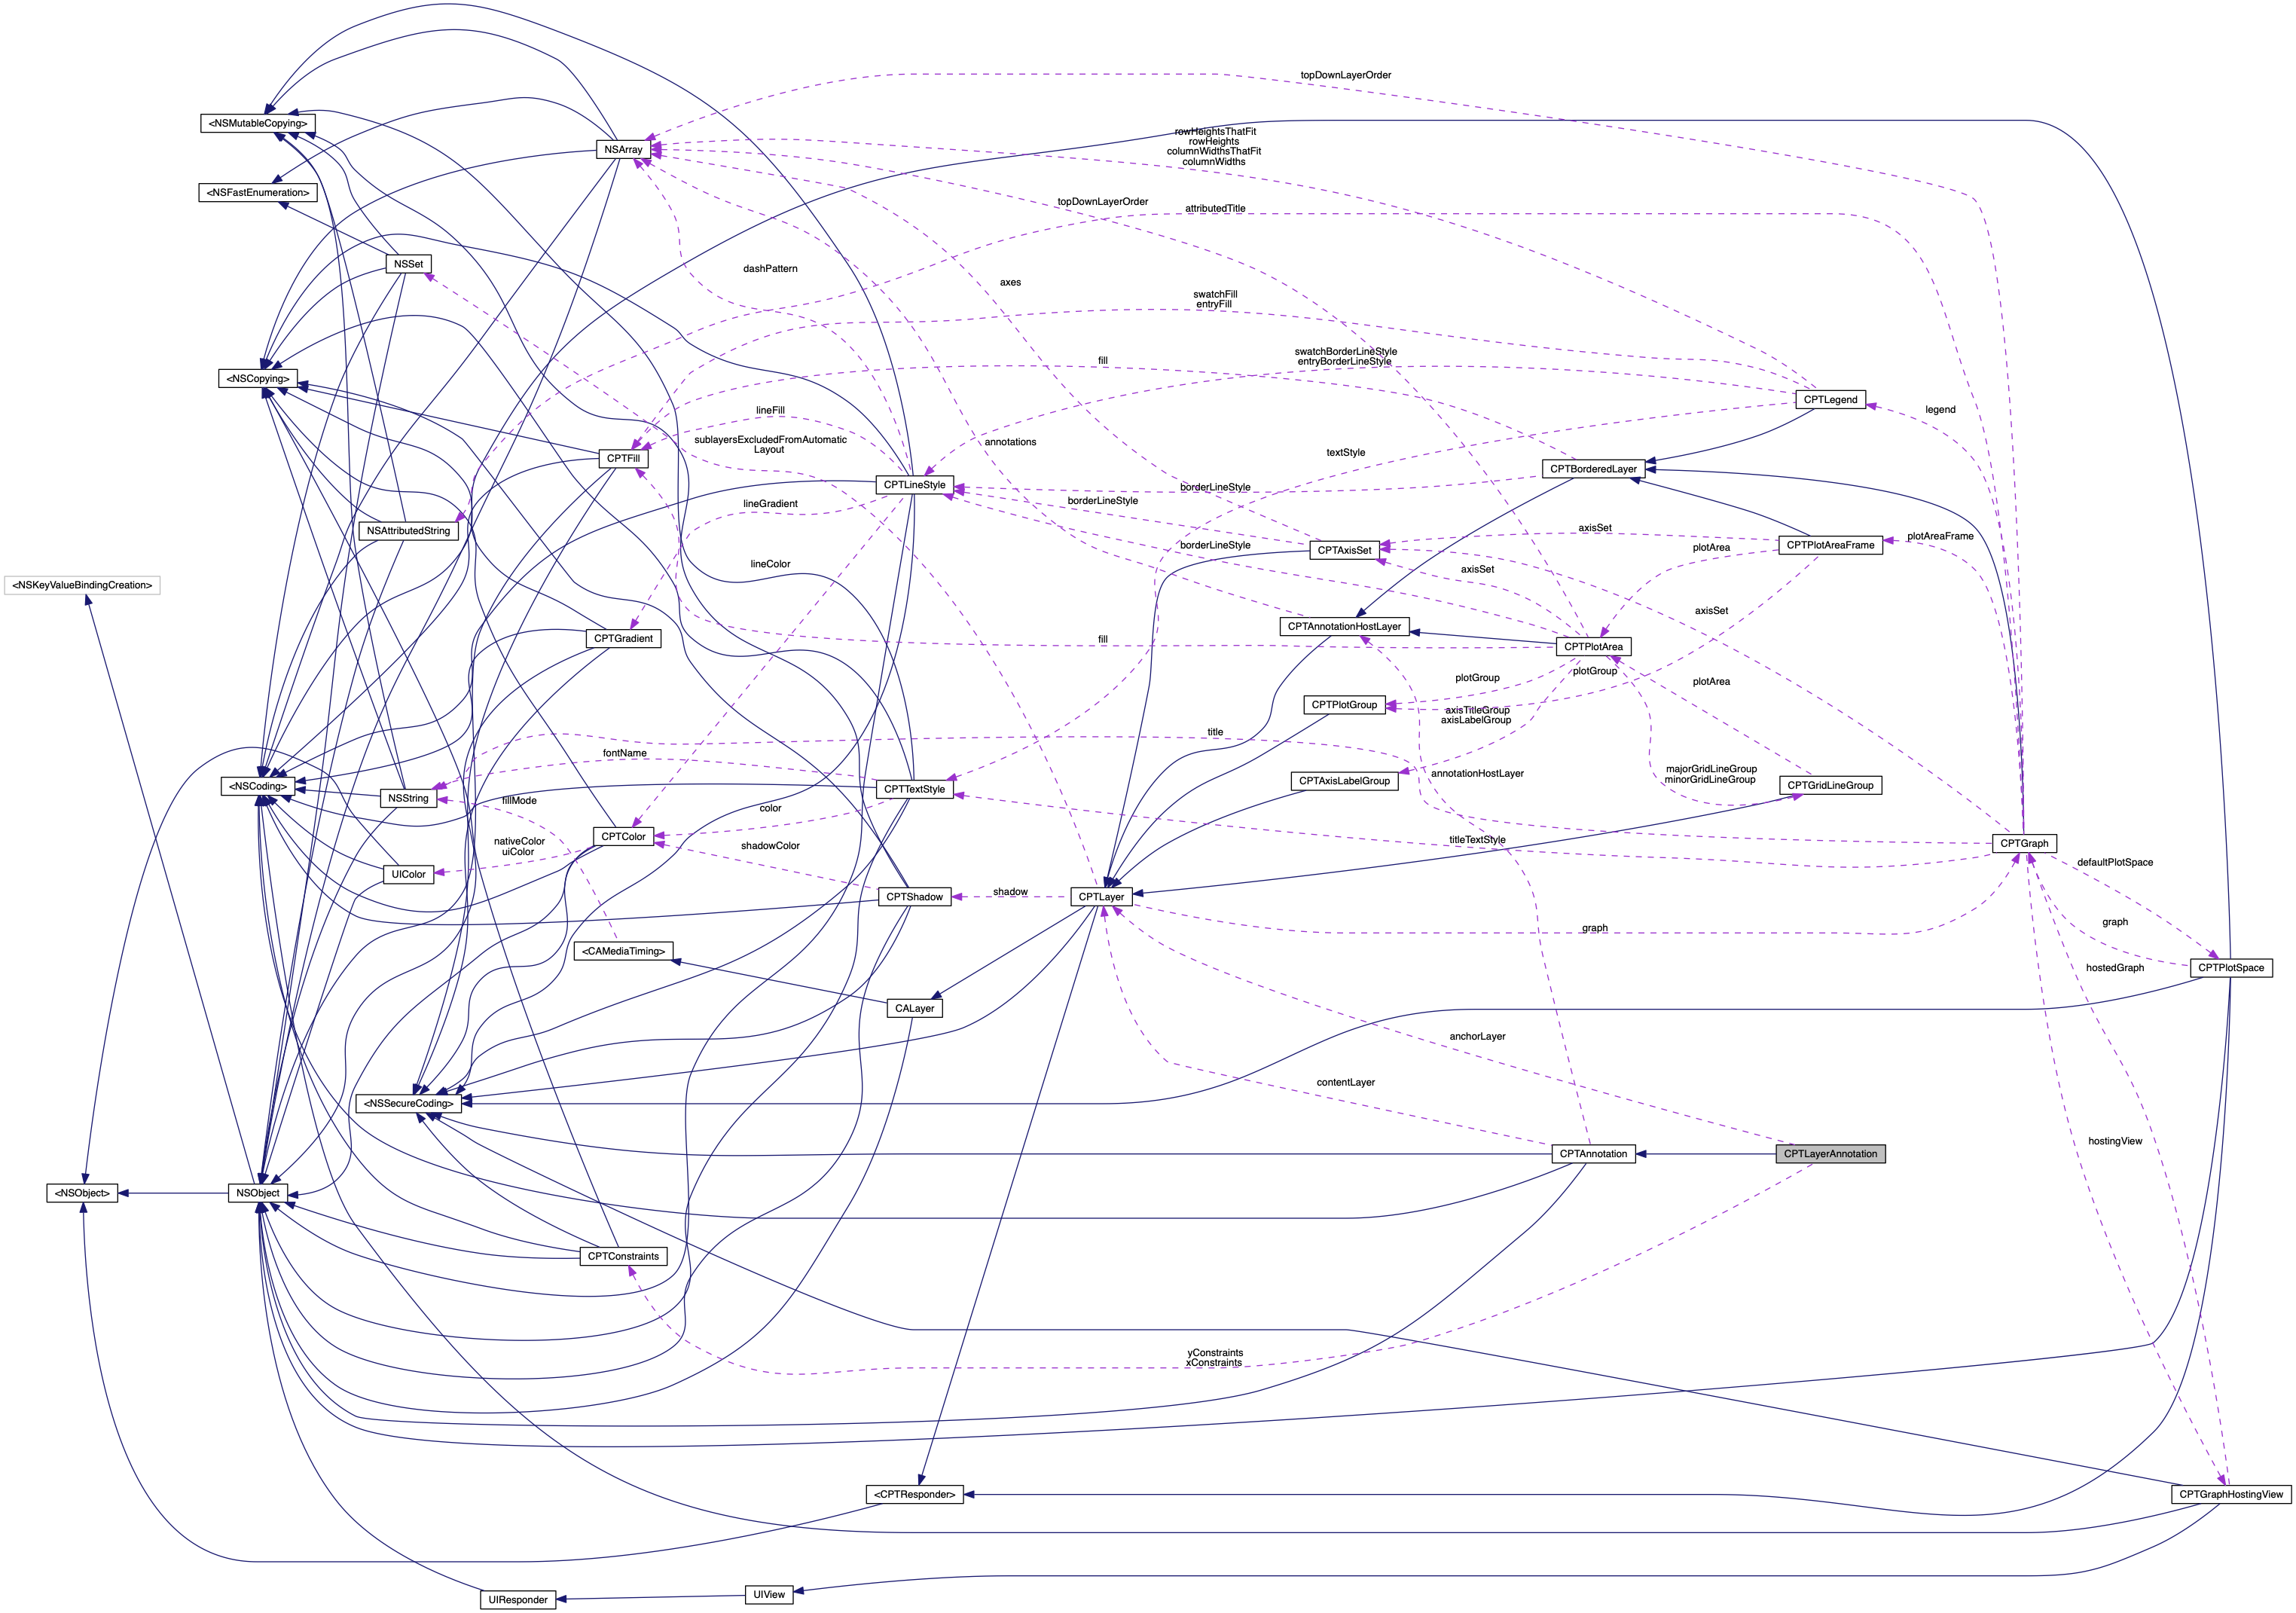 topDownLayerOrder
<NSMutableCopying>
rowHeightsThatFit
rowHeights
columnWidthsThatFit
columnWidths
NSArray
<NSFastEnumeration>
topDownLayerOrder
attributedTitle
NSSet
dashPattern
axes
swatchFill
entryFill
swatchBorderLineStyle
entryBorderLineStyle
fill
<NSCopying>
CPTLegend
lineFill
legend
sublayersExcludedFromAutomatic
Layout
annotations
textStyle
CPTFill
CPTBorderedLayer
CPTLineStyle
borderLineStyle
lineGradient
borderLineStyle
NSAttributedString
axisSet
plotAreaFrame
borderLineStyle
CPTAxisSet
plotArea
CPTPlotAreaFrame
lineColor
axisSet
<NSKeyValueBindingCreation>
axisSet
CPTAnnotationHostLayer
CPTGradient
fill
CPTPlotArea
plotGroup
plotGroup
plotArea
CPTPlotGroup
axisTitleGroup
axisLabelGroup
title
fontName
majorGridLineGroup
minorGridLineGroup
annotationHostLayer
CPTAxisLabelGroup
CPTGridLineGroup
<NSCoding>
NSString
fillMode
CPTTextStyle
color
CPTColor
titleTextStyle
CPTGraph
nativeColor
uiColor
shadowColor
defaultPlotSpace
UIColor
shadow
CPTShadow
CPTLayer
graph
graph
<CAMediaTiming>
hostedGraph
CPTPlotSpace
CALayer
anchorLayer
contentLayer
<NSSecureCoding>
hostingView
CPTAnnotation
CPTLayerAnnotation
<NSObject>
NSObject
CPTConstraints
yConstraints
xConstraints
<CPTResponder>
CPTGraphHostingView
UIResponder
UIView